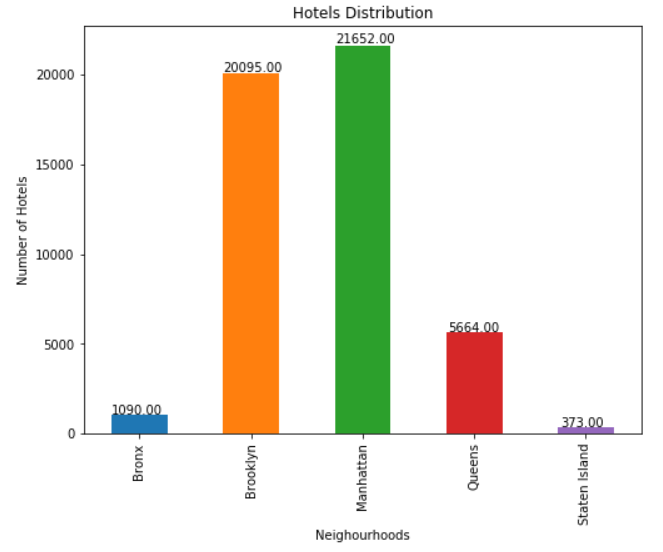 Hotels Distribution
21652.00
20095.00
5664.00
1090.00
373.00
20000
15000
10000
5000
0
Number of Hotels
Bronx
Brooklyn
Manhattan
Queens
Staten Island
Neighourhoods